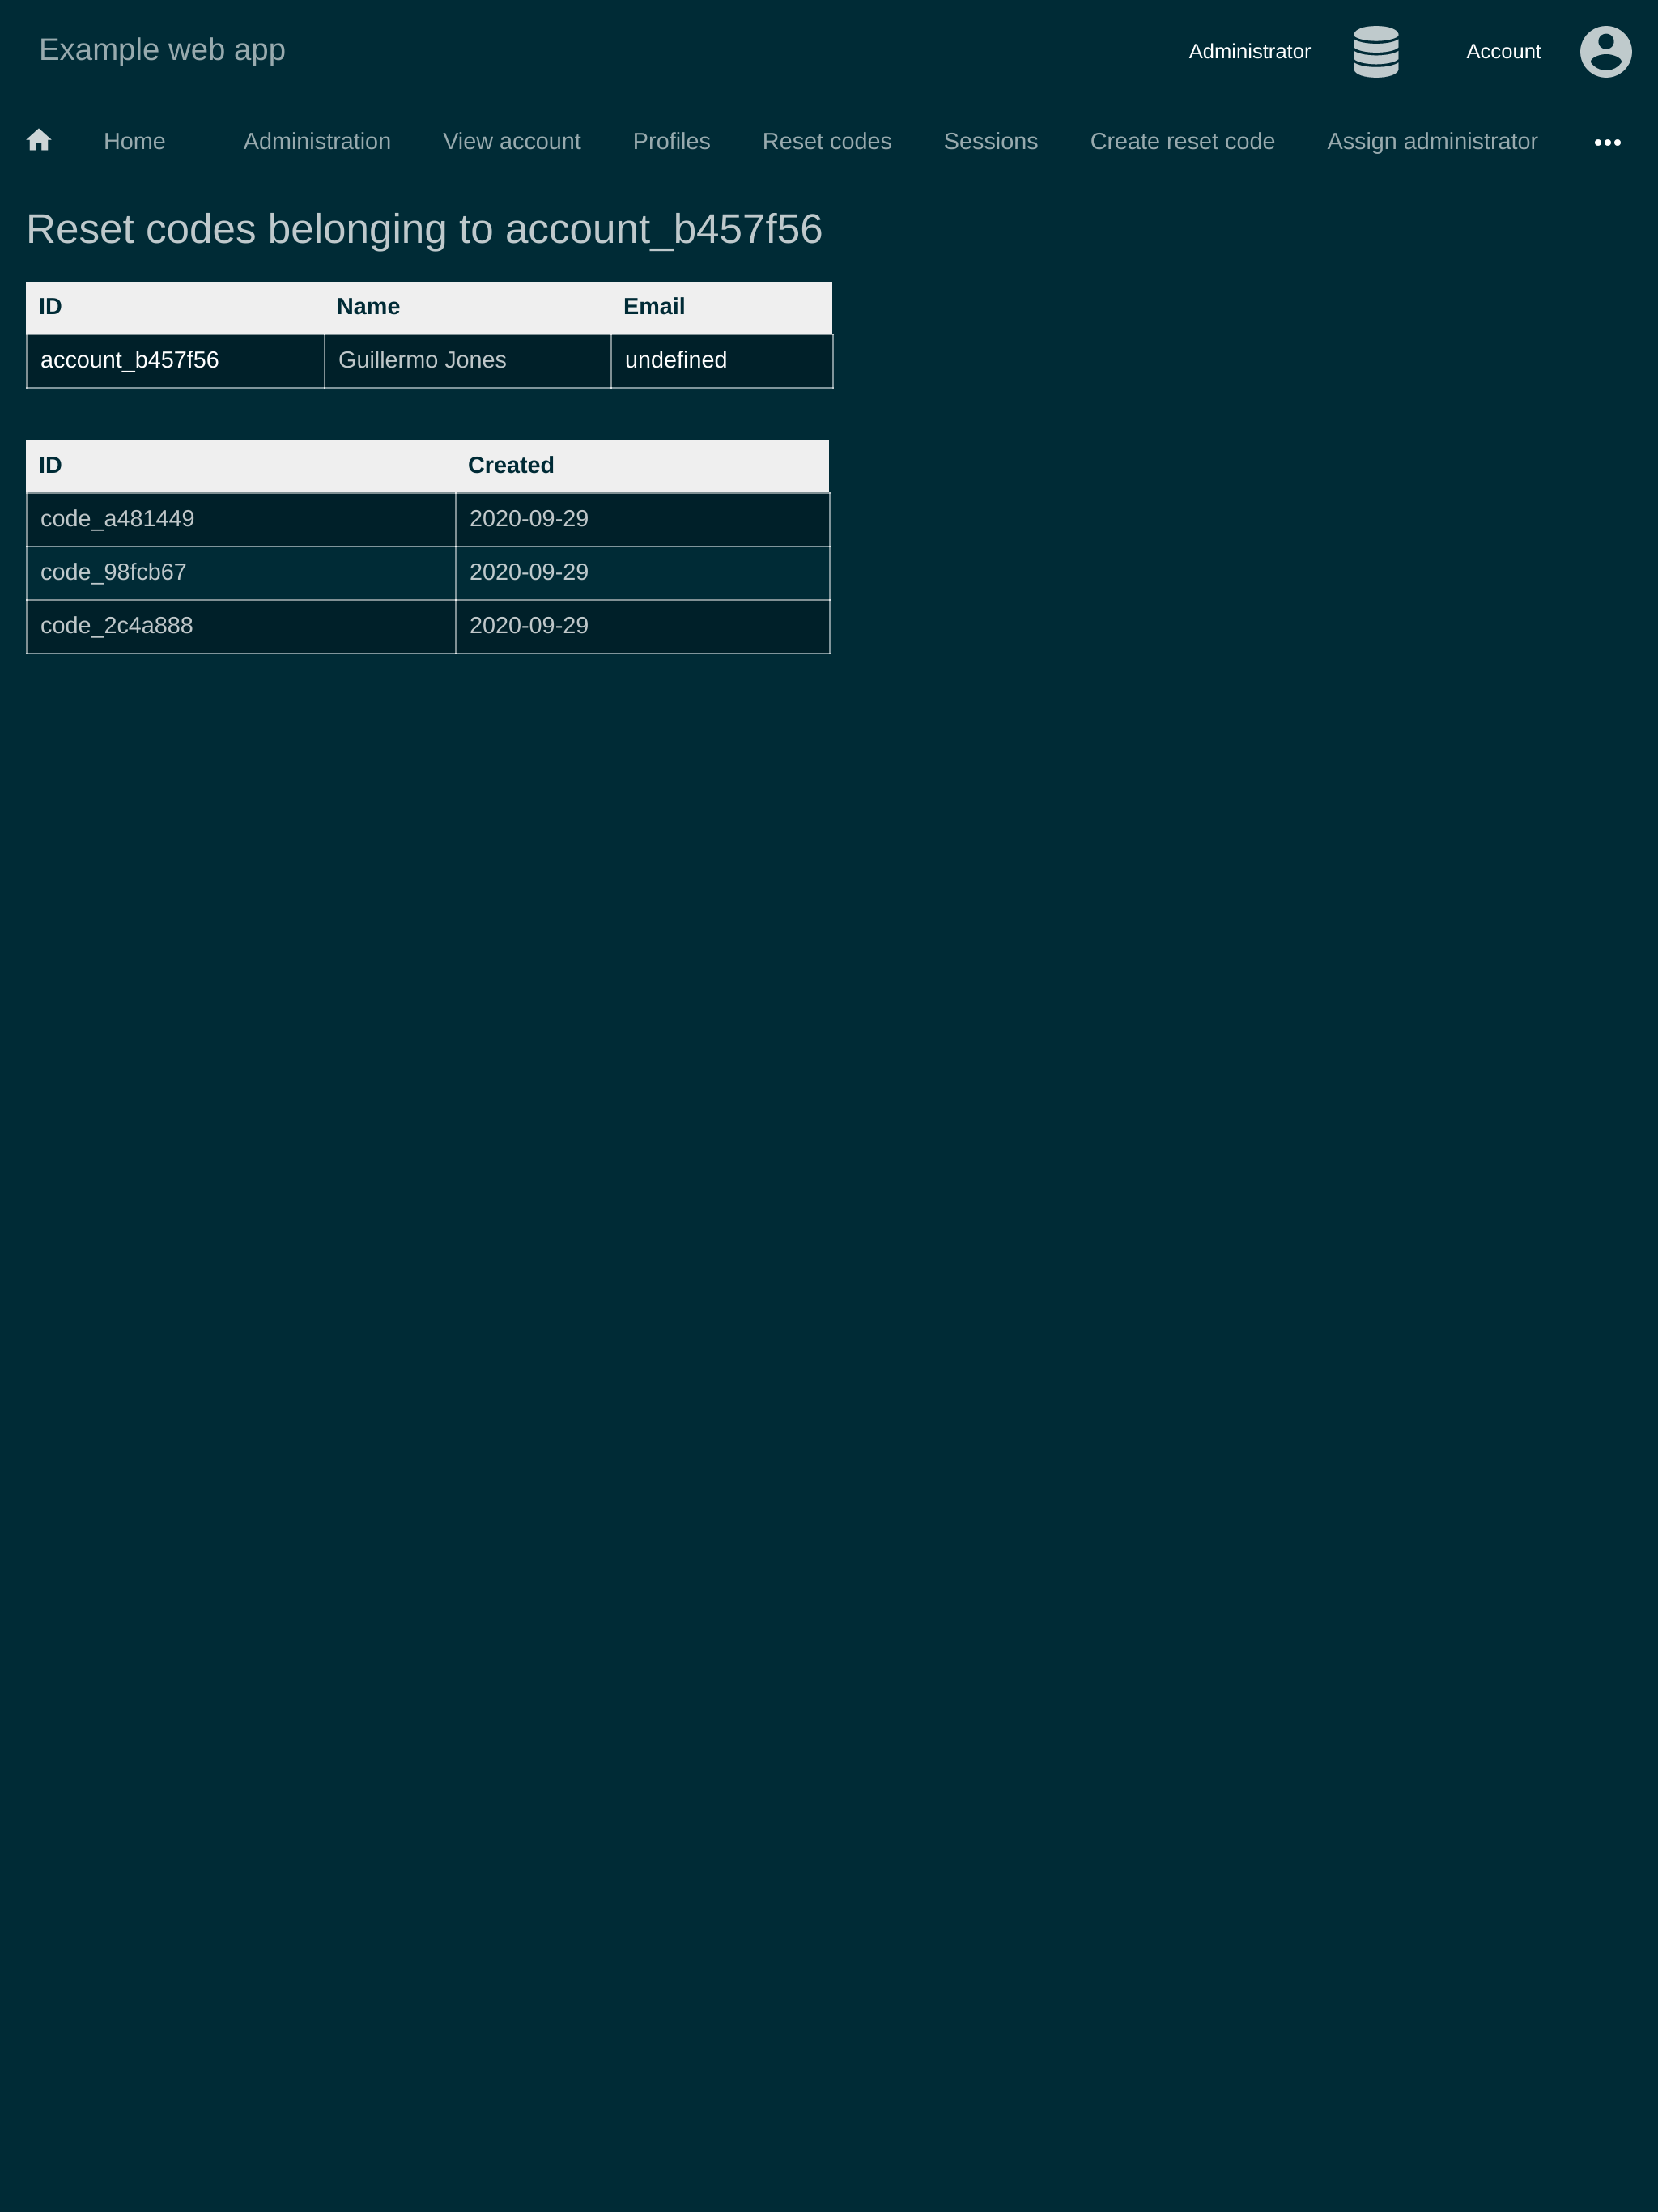 Example web app
Administrator
Account
Home
Administration
View account
Profiles
Reset codes
Sessions
Create reset code
Assign administrator
Reset codes belonging to account_b457f56
ID Name Email
account_b457f56 Guillermo Jones undefined
ID Created
code_a481449 2020-09-29
code_98fcb67 2020-09-29
code_2c4a888 2020-09-29